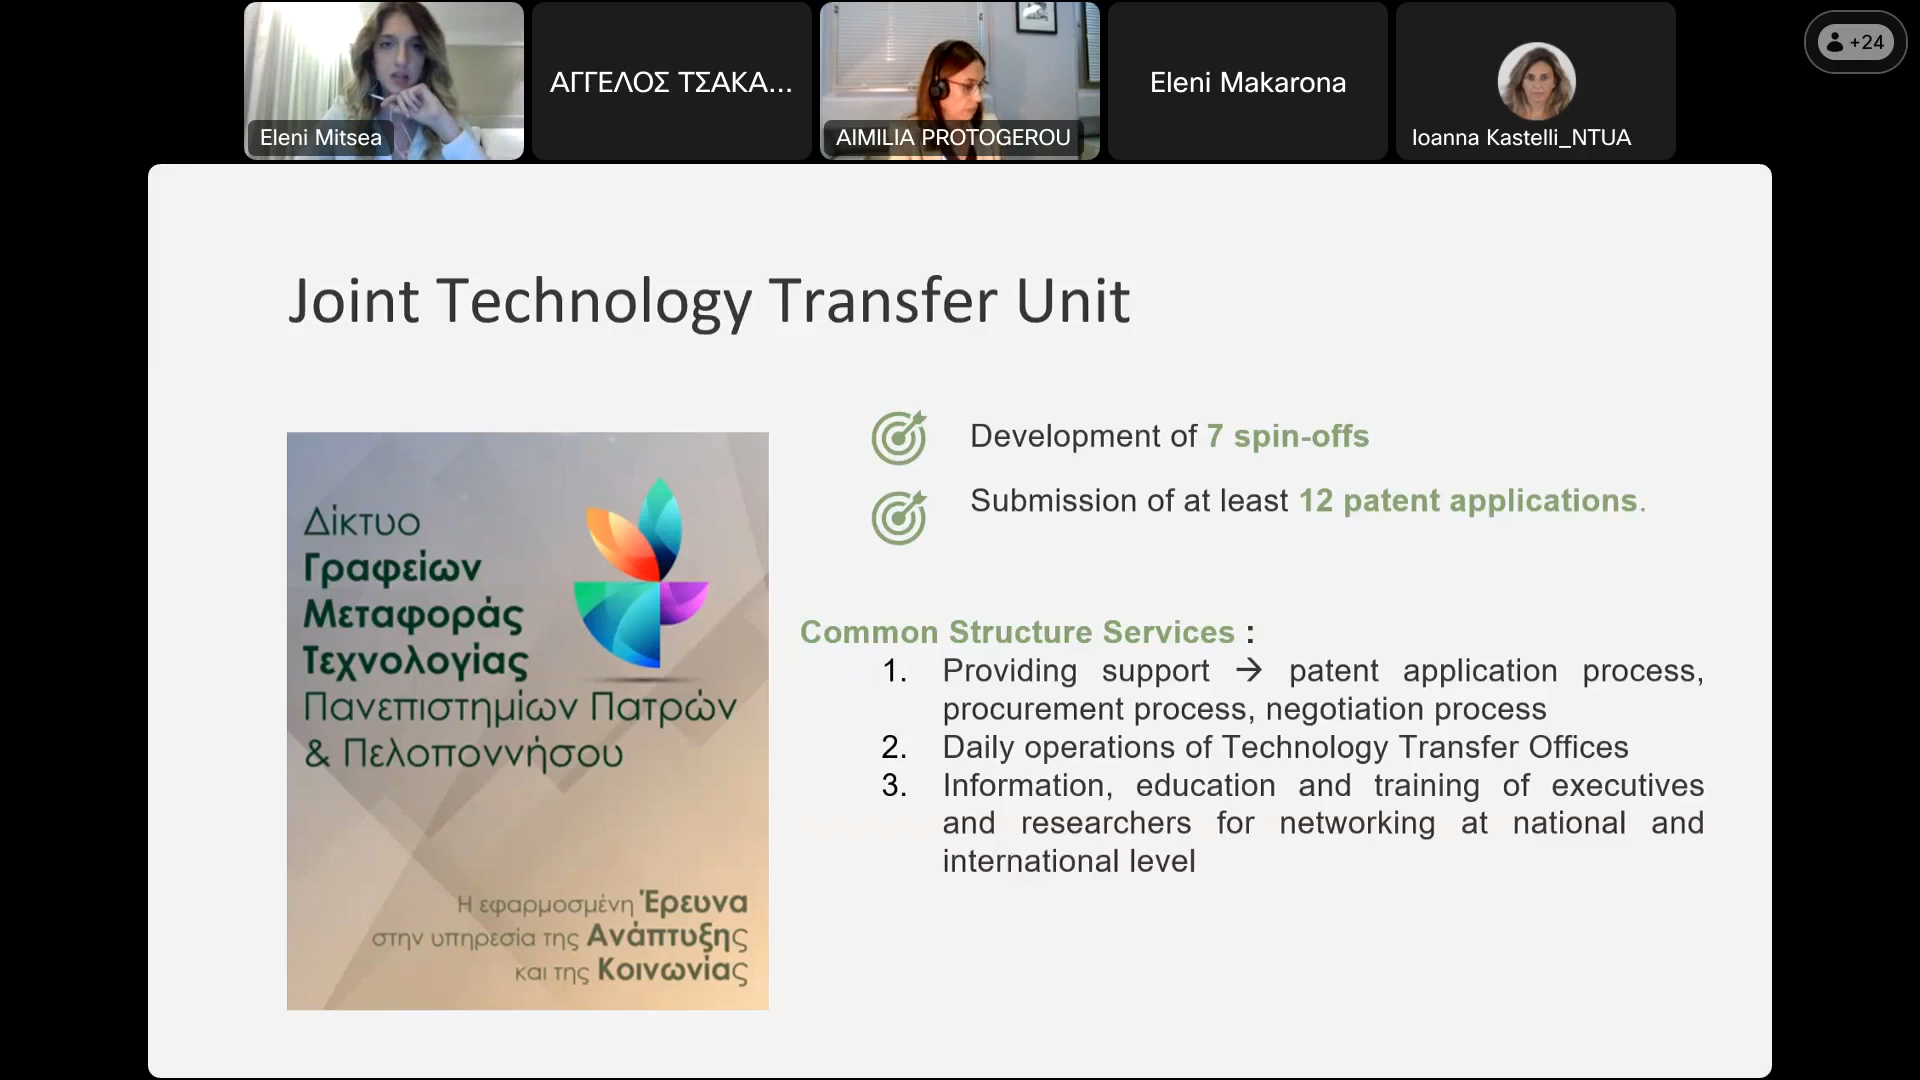 Eleni Mitsea
ΑΓΓΕΛΟΣ ΤΣΑΚΑ...
AIMILIA PROTOGEROU
Eleni Makarona
Ioanna Kastelli_NTUA
+24
Joint Technology Transfer Unit
Development of 7 spin-offs
Submission of at least 12 patent applications.
Δίκτυο
Γραφείων
Μεταφοράς
Τεχνολογίας
Πανεπιστημίων Πατρών
& Πελοποννήσου
Η εφαρμοσμένη Έρευνα
στην υπηρεσία της Ανάπτυξης
και της Κοινωνίας
Common Structure Services :
1. Providing support → patent application process,
procurement process, negotiation process
2. Daily operations of Technology Transfer Offices
3. Information, education and training of executives
and researchers for networking at national and
international level